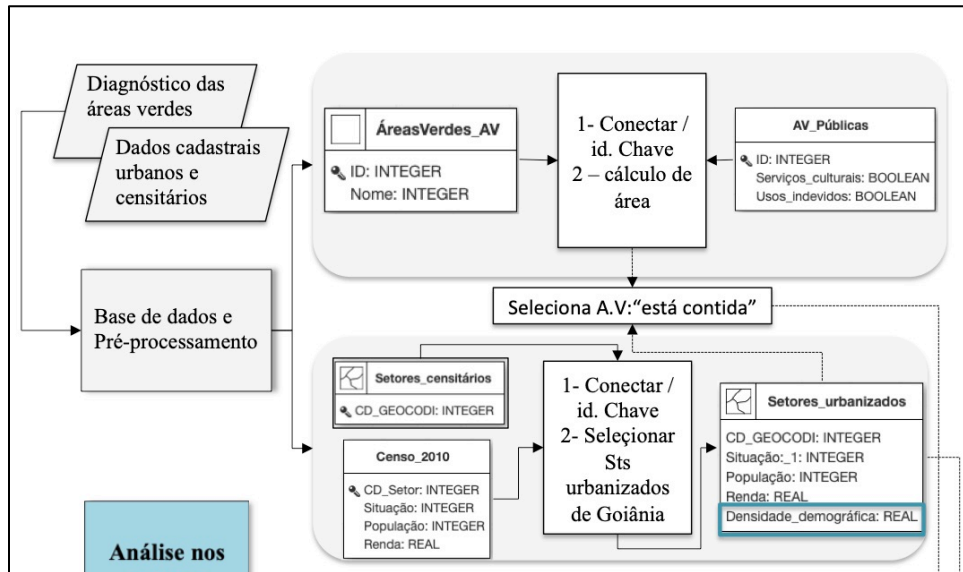 Diagnóstico das
áreas verdes
Dados cadastrais
urbanos e
censitários
Base de dados e
Pré-processamento
ÁreasVerdes_AV
ID: INTEGER
Nome: INTEGER
1- Conectar /
id. Chave
2 – cálculo de
área
AV_Públicas
ID: INTEGER
Serviços_culturais: BOOLEAN
Usos_indevidos: BOOLEAN
Seleciona A.V:“está contida”
Setores_censitários
CD_GEOCODI: INTEGER
Censo_2010
CD_Setor: INTEGER
Situação: INTEGER
População: INTEGER
Renda: REAL
1- Conectar /
id. Chave
2- Seleçionar
Sts
urbanizados
de Goiânia
Setores_urbanizados
CD_GEOCODI: INTEGER
Situação:_1: INTEGER
População: INTEGER
Renda: REAL
Densidade_demográfica: REAL
Análise nos